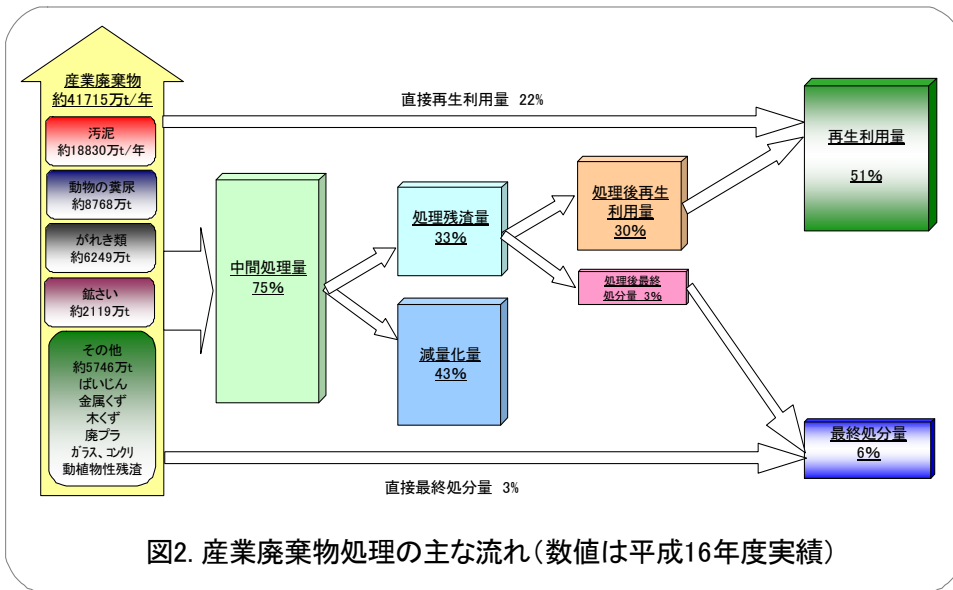 産業廃棄物
約41715万t/年
汚泥
約18830万t/年
動物の糞尿
約8768万t
がれき類
約6249万t
鉱さい
約2119万t
その他
約5746万t
ばいじん
金属くず
木くず
廃プラ
ガラス、コンクリ
動植物性残渣
直接再生利用量 22%
中間処理量
75%
処理残渣量
33%
減量化量
43%
処理後再生
利用量
30%
処理後最終
処分量 3%
再生利用量
51%
最終処分量
6%
直接最終処分量 3%
図2. 産業廃棄物処理の主な流れ(数値は平成16年度実績)